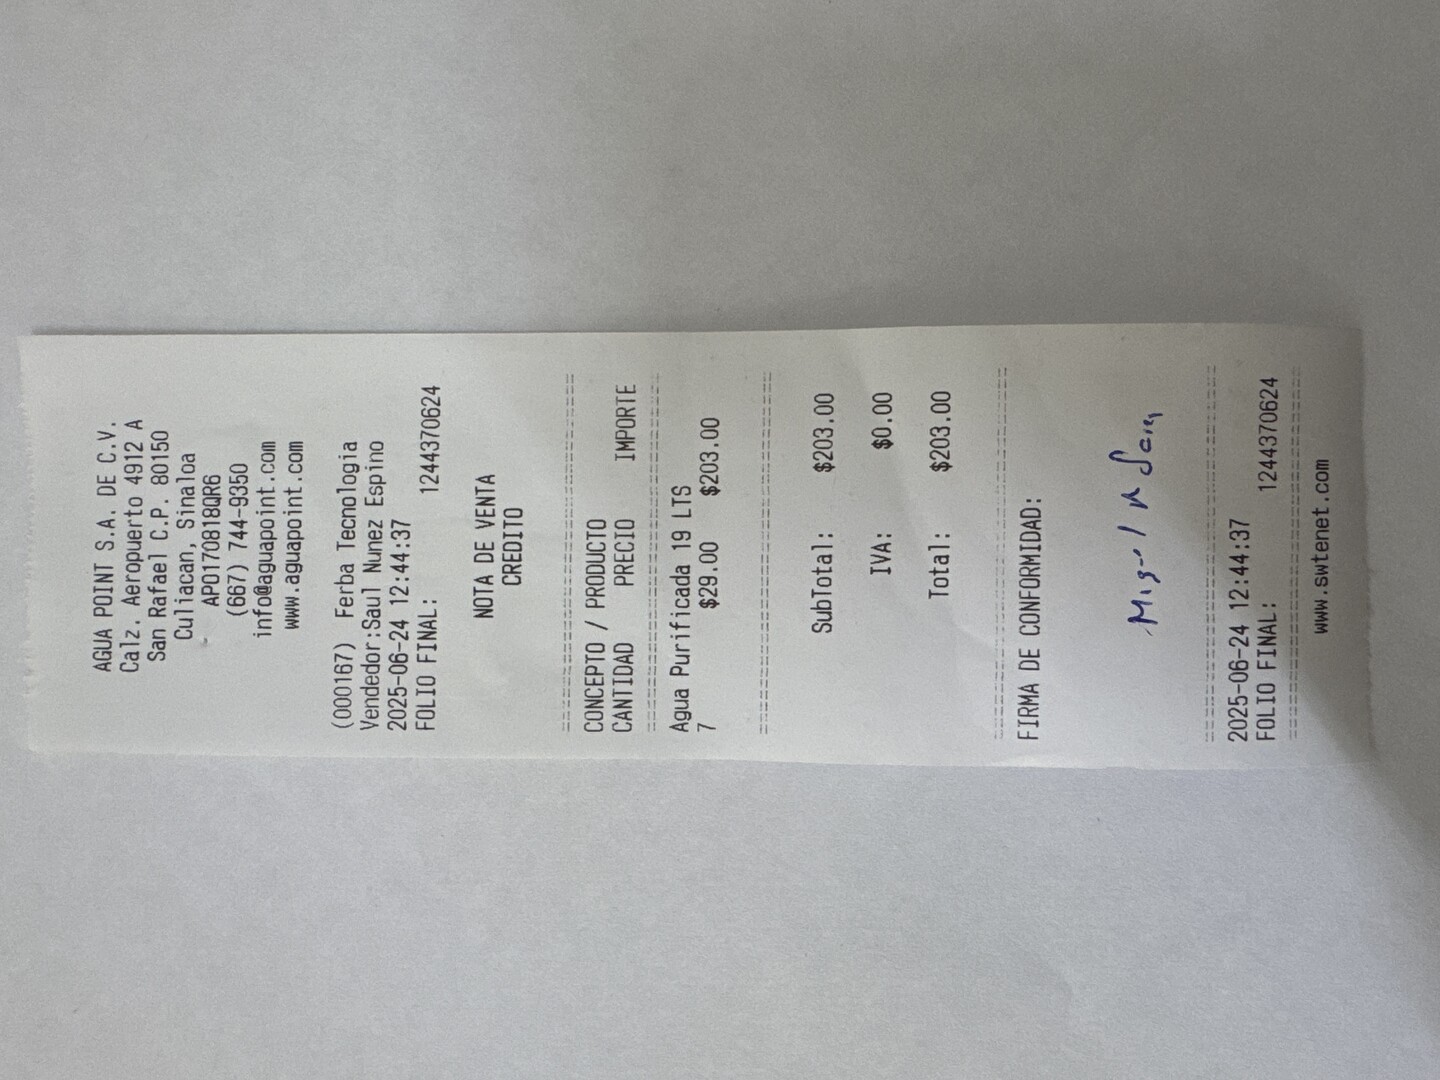 AGUA POINT S.A. DE C.V.
Calz. Aeropuerto 4912 A
San Rafael C.P. 80150
Culiacan, Sinaloa
APO170818QR6
(667) 744-9350
info@aguapoint.com
www.aguapoint.com
(000167) Ferba Tecnologia
Vendedor:Saul Nunez Espino
2025-06-24 12:44:37
FOLIO FINAL: 1244370624
NOTA DE VENTA
CREDITO
CONCEPTO / PRODUCTO
CANTIDAD PRECIO IMPORTE
Agua Purificada 19 LTS
7 $29.00 $203.00
SubTotal: $203.00
IVA: $0.00
Total: $203.00
FIRMA DE CONFORMIDAD:
2025-06-24 12:44:37
FOLIO FINAL: 1244370624
www.swtenet.com